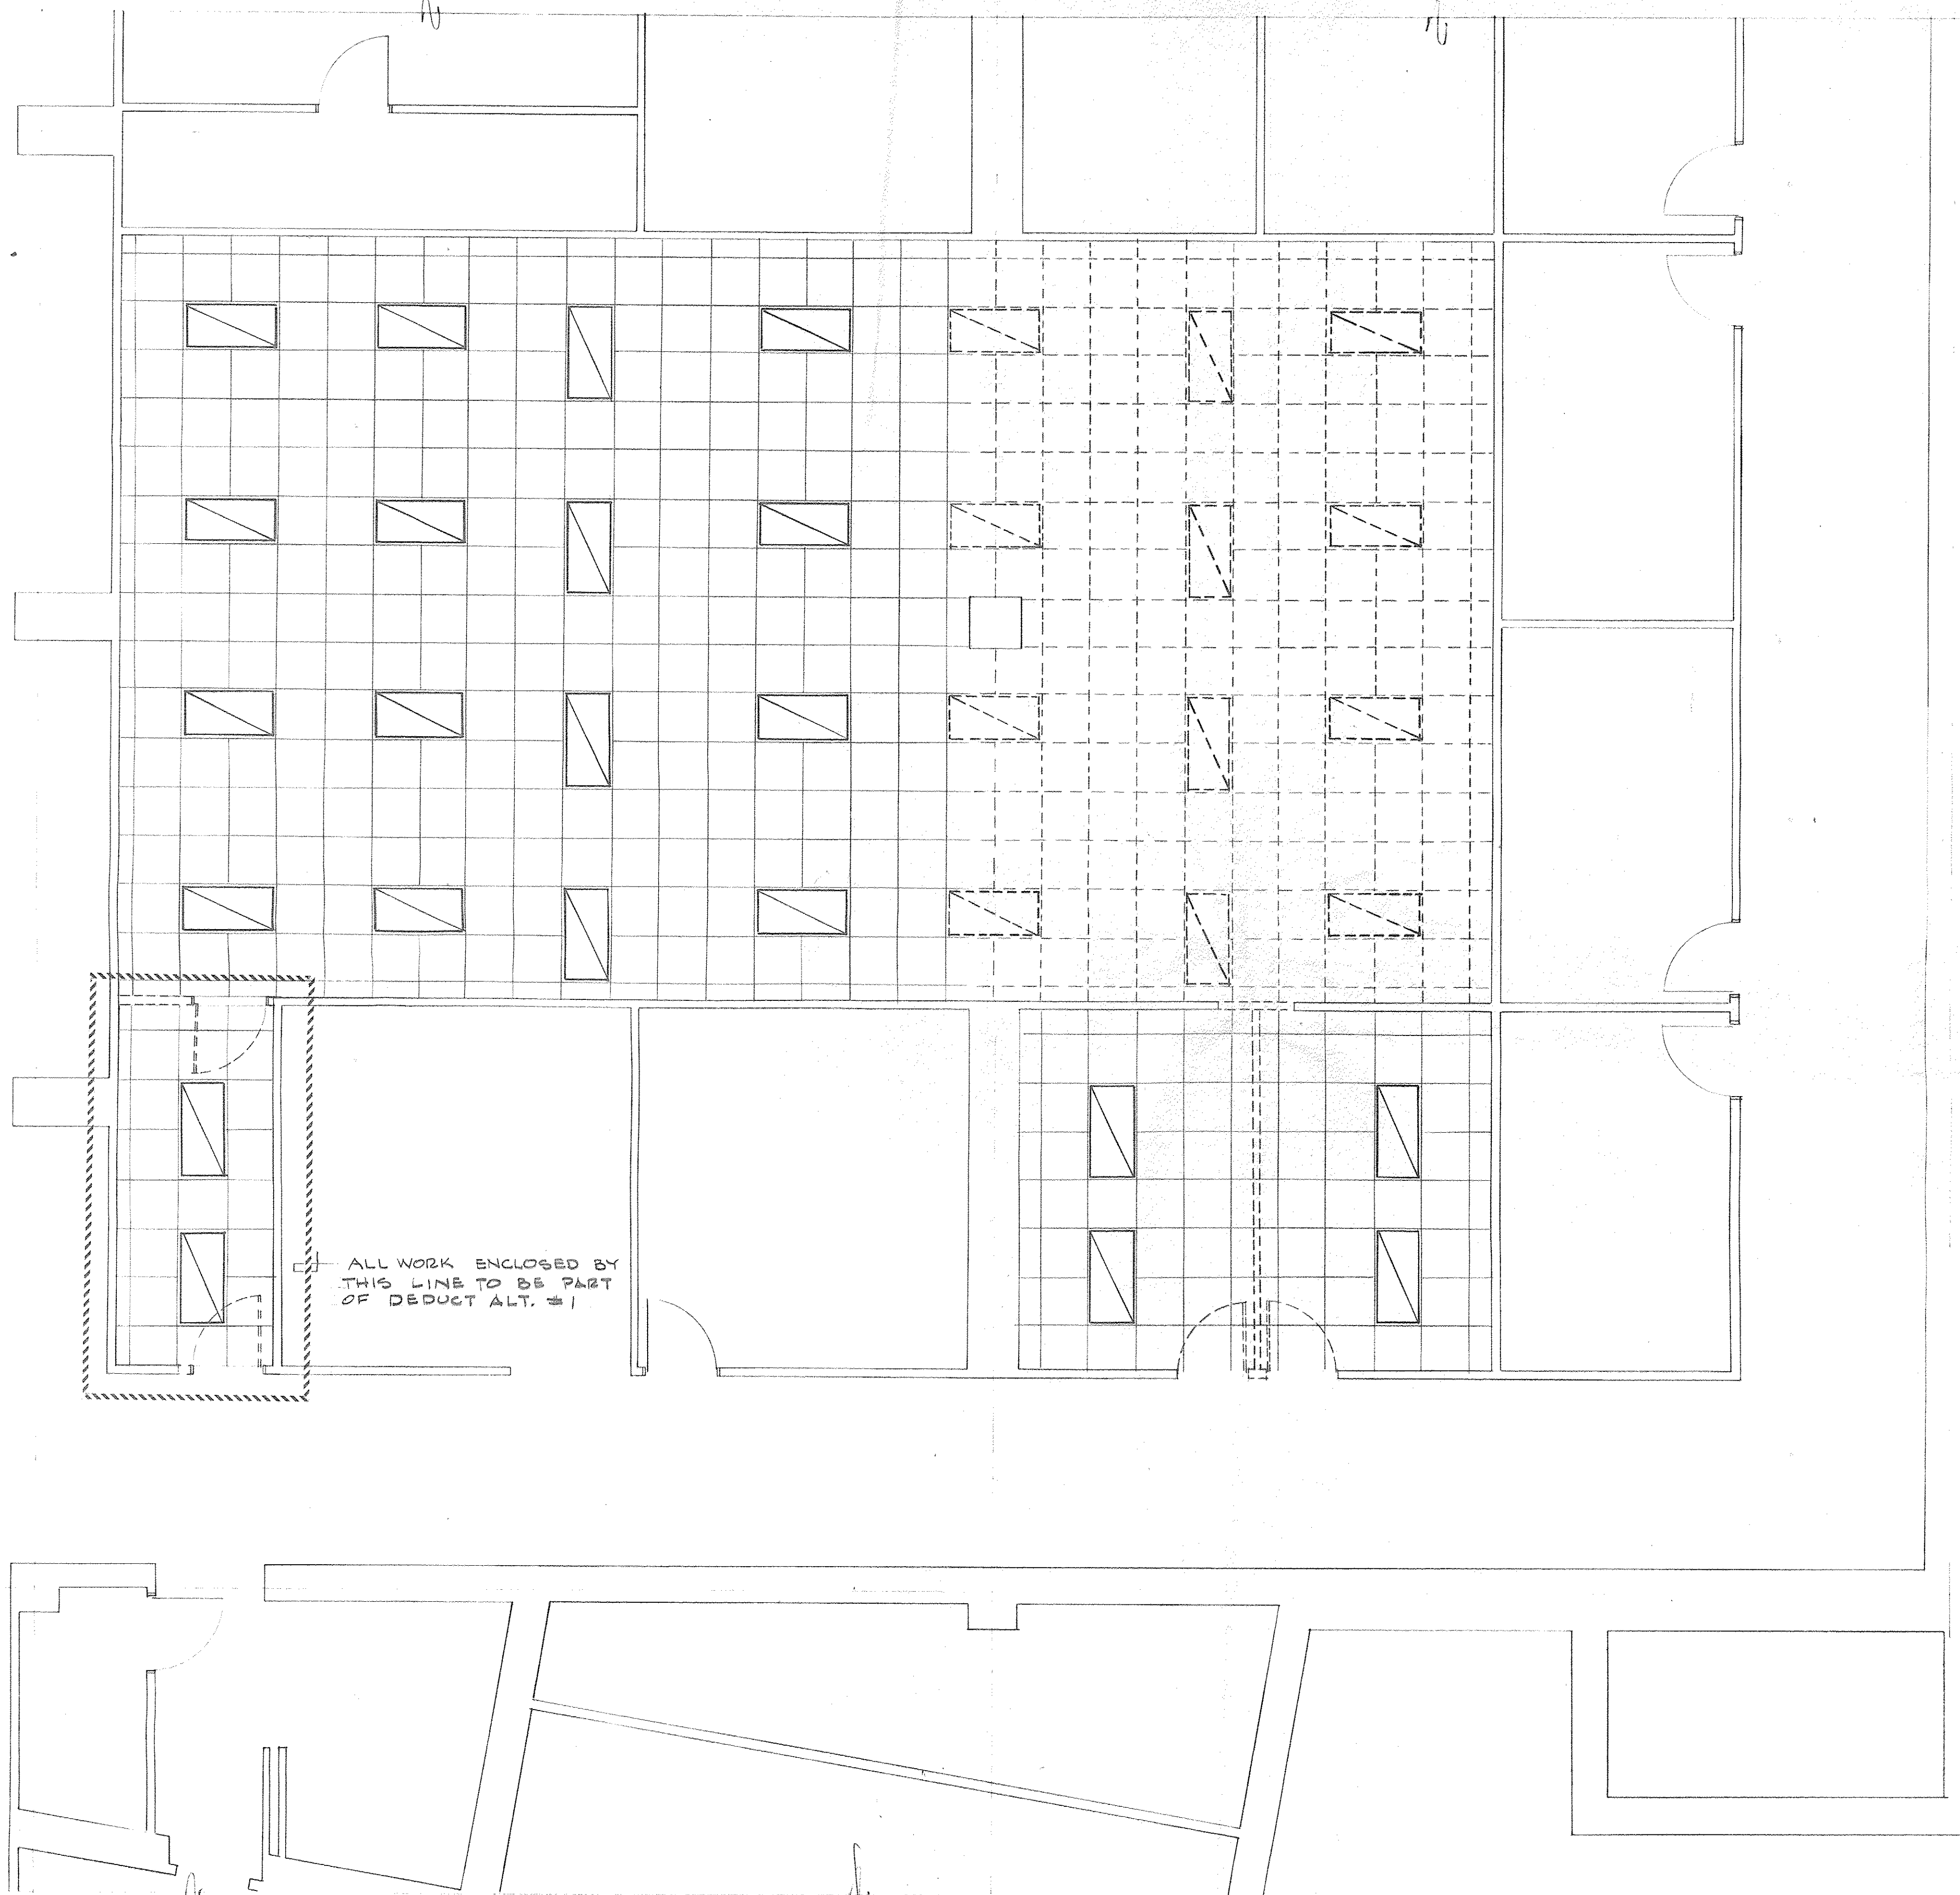 ALL WORK ENCLOSED BY
THIS LINE TO BE PART
OF DEDUCT ALT. #1